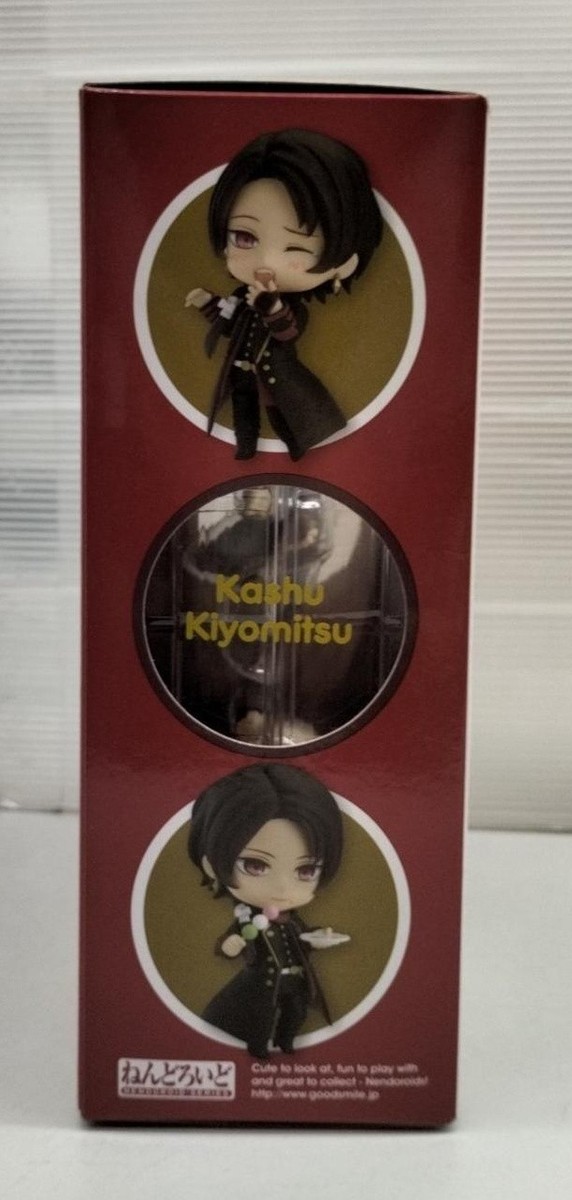 Kashu
Kiyomitsu
ねんどろいど
NENDOROID SERIES
Cute to look at, fun to play with
and great to collect - Nendoroids!
http://www.goodsmile.jp